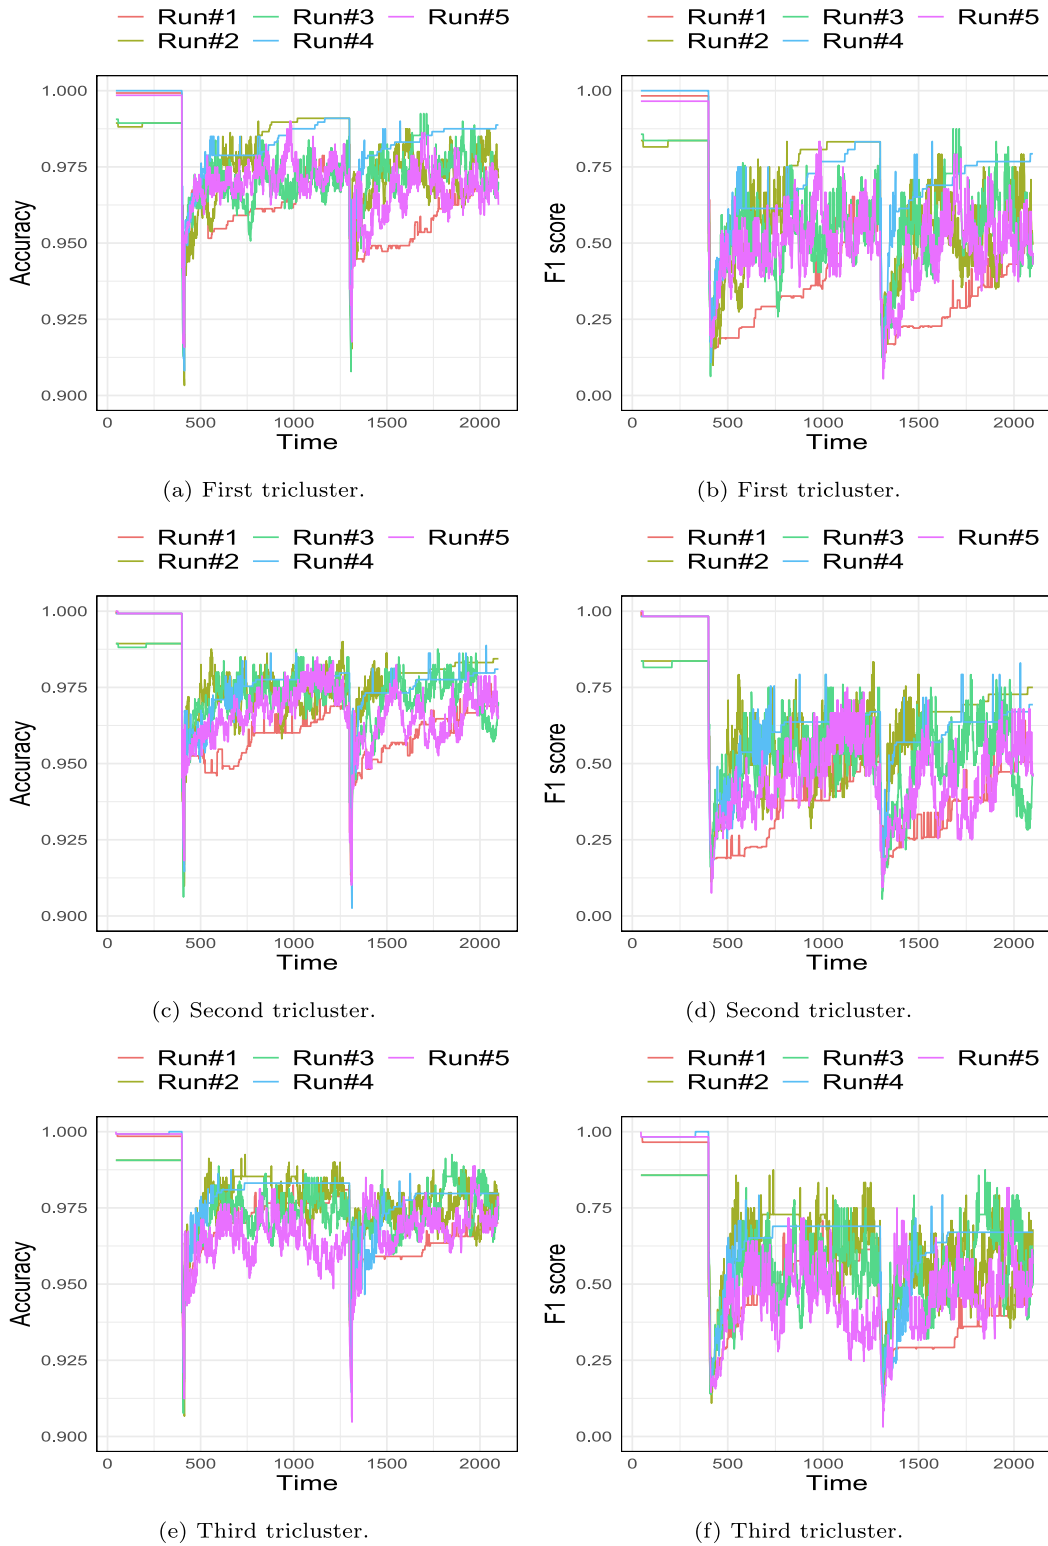 Run#1 Run#3 Run#5
Run#2 Run#4
Run#1 Run#3 Run#5
Run#2 Run#4
Accuracy
1.000
0.975
0.950
0.925
0.900
0 500 1000 1500 2000
Time
F1 score
1.00
0.75
0.50
0.25
0.00
0 500 1000 1500 2000
Time
(a) First tricluster.
(b) First tricluster.
Run#1 Run#3 Run#5
Run#2 Run#4
Run#1 Run#3 Run#5
Run#2 Run#4
Accuracy
1.000
0.975
0.950
0.925
0.900
0 500 1000 1500 2000
Time
F1 score
1.00
0.75
0.50
0.25
0.00
0 500 1000 1500 2000
Time
(c) Second tricluster.
(d) Second tricluster.
Run#1 Run#3 Run#5
Run#2 Run#4
Run#1 Run#3 Run#5
Run#2 Run#4
Accuracy
1.000
0.975
0.950
0.925
0.900
0 500 1000 1500 2000
Time
F1 score
1.00
0.75
0.50
0.25
0.00
0 500 1000 1500 2000
Time
(e) Third tricluster.
(f) Third tricluster.